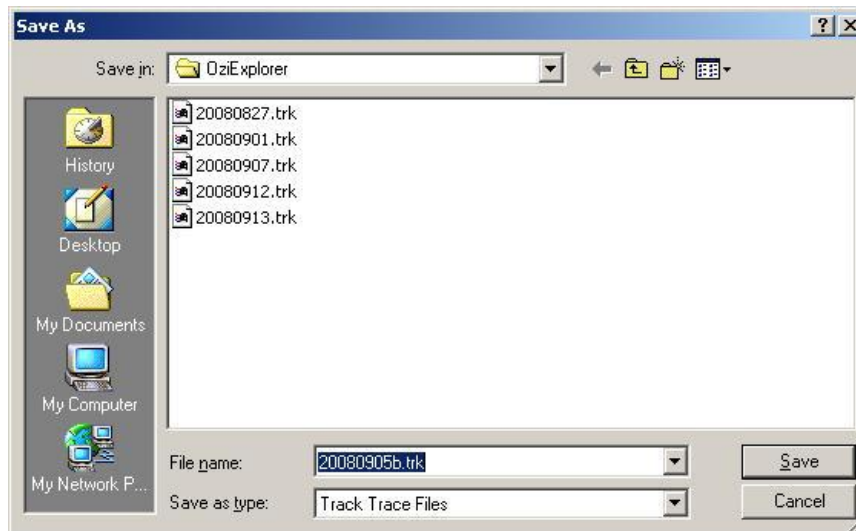 Save As
Save in: OziExplorer
History
Desktop
My Documents
My Computer
My Network P...
20080827.trk
20080901.trk
20080907.trk
20080912.trk
20080913.trk
File name: 20080905b.trk Save
Save as type: Track Trace Files Cancel